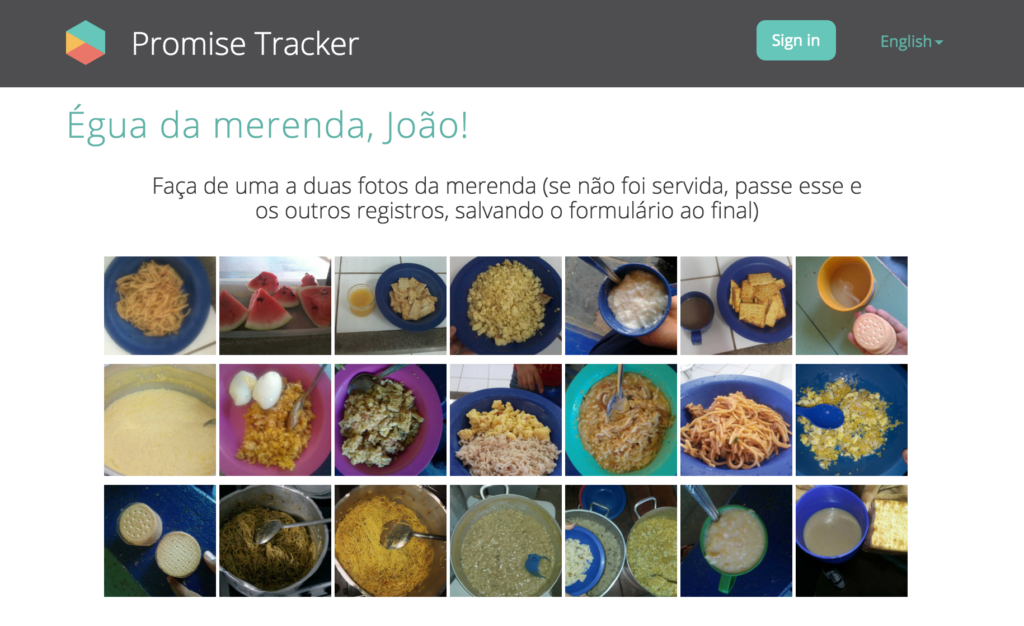 Promise Tracker
Sign in
English
Égua da merenda, João!
Faça de uma a duas fotos da merenda (se não foi servida, passe esse e
os outros registros, salvando o formulário ao final)